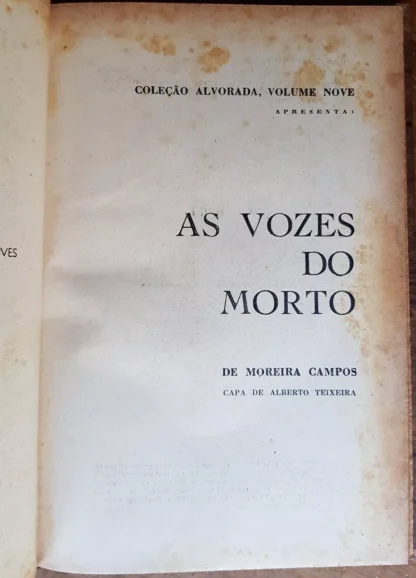 COLEÇÃO ALVORADA, VOLUME NOVE
APRESENTA:
AS VOZES
DO
MORTO
DE MOREIRA CAMPOS
CAPA DE ALBERTO TEIXEIRA
VES